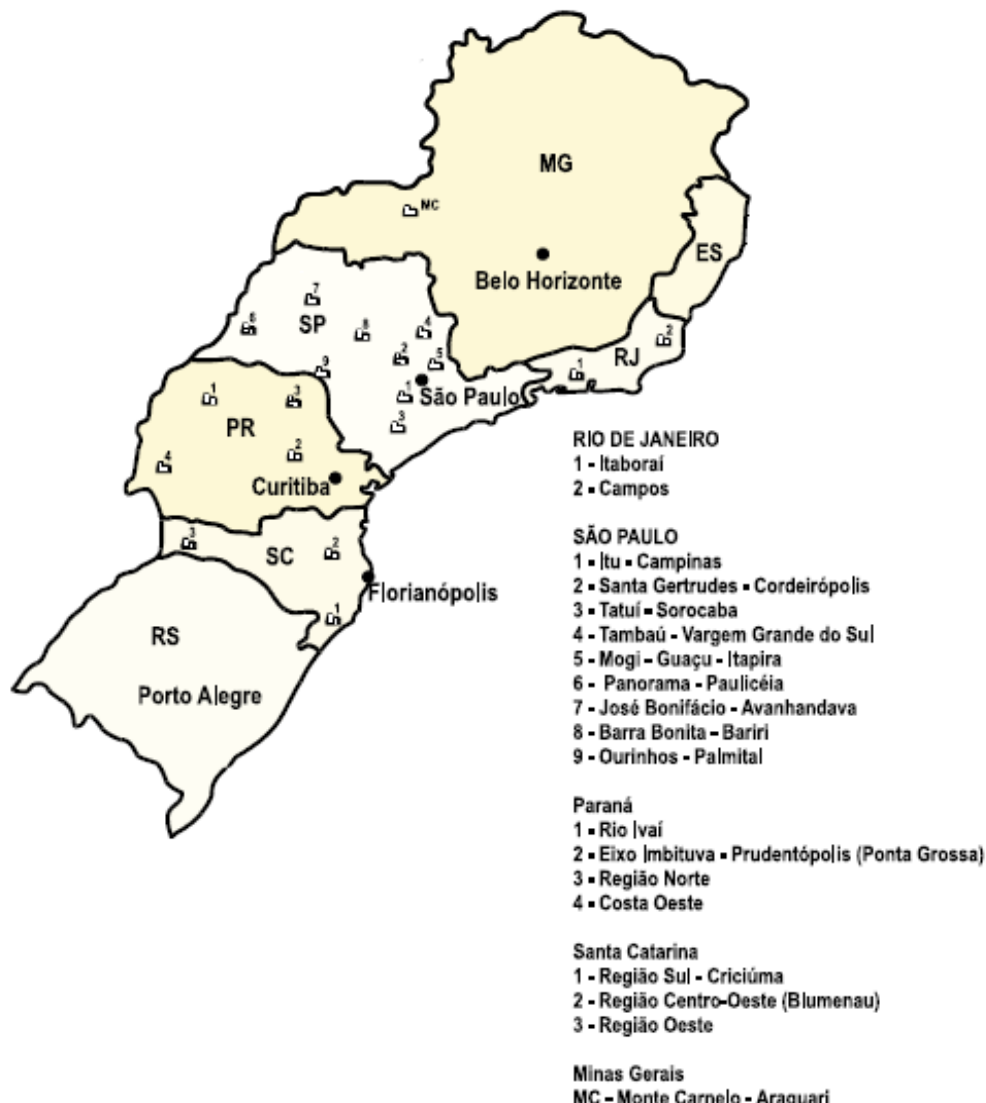 MG
MC
ES
Belo Horizonte
7
SP
6
8
4
2
RJ
2
5
9
1
1
São Paulo
1
3
3
PR
2
4
Curitiba
3
SC
2
Florianópolis
1
RS
Porto Alegre
RIO DE JANEIRO
1 - Itaboraí
2 - Campos
SÃO PAULO
1 - Itu - Campinas
2 - Santa Gertrudes - Cordeirópolis
3 - Tatuí - Sorocaba
4 - Tambaú - Vargem Grande do Sul
5 - Mogi - Guaçu - Itapira
6 - Panorama - Paulicéia
7 - José Bonifácio - Avanhandava
8 - Barra Bonita - Bariri
9 - Ourinhos - Palmital
Paraná
1 - Rio Ivaí
2 - Eixo Imbituva - Prudentópolis (Ponta Grossa)
3 - Região Norte
4 - Costa Oeste
Santa Catarina
1 - Região Sul - Criciúma
2 - Região Centro-Oeste (Blumenau)
3 - Região Oeste
Minas Gerais
MC - Monte Carnelo - Araguari